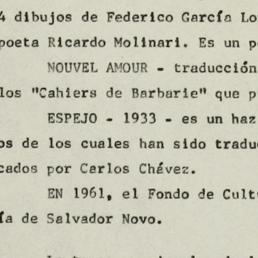 4 dibujos de Federico García Lo
poeta Ricardo Molinari. Es un p
NOUVEL AMOUR - traducción
los "Cahiers de Barbarie" que p
ESPEJO - 1933 - es un haz
os de los cuales han sido tradu
cados por Carlos Chávez.
EN 1961, el Fondo de Cult
ía de Salvador Novo.